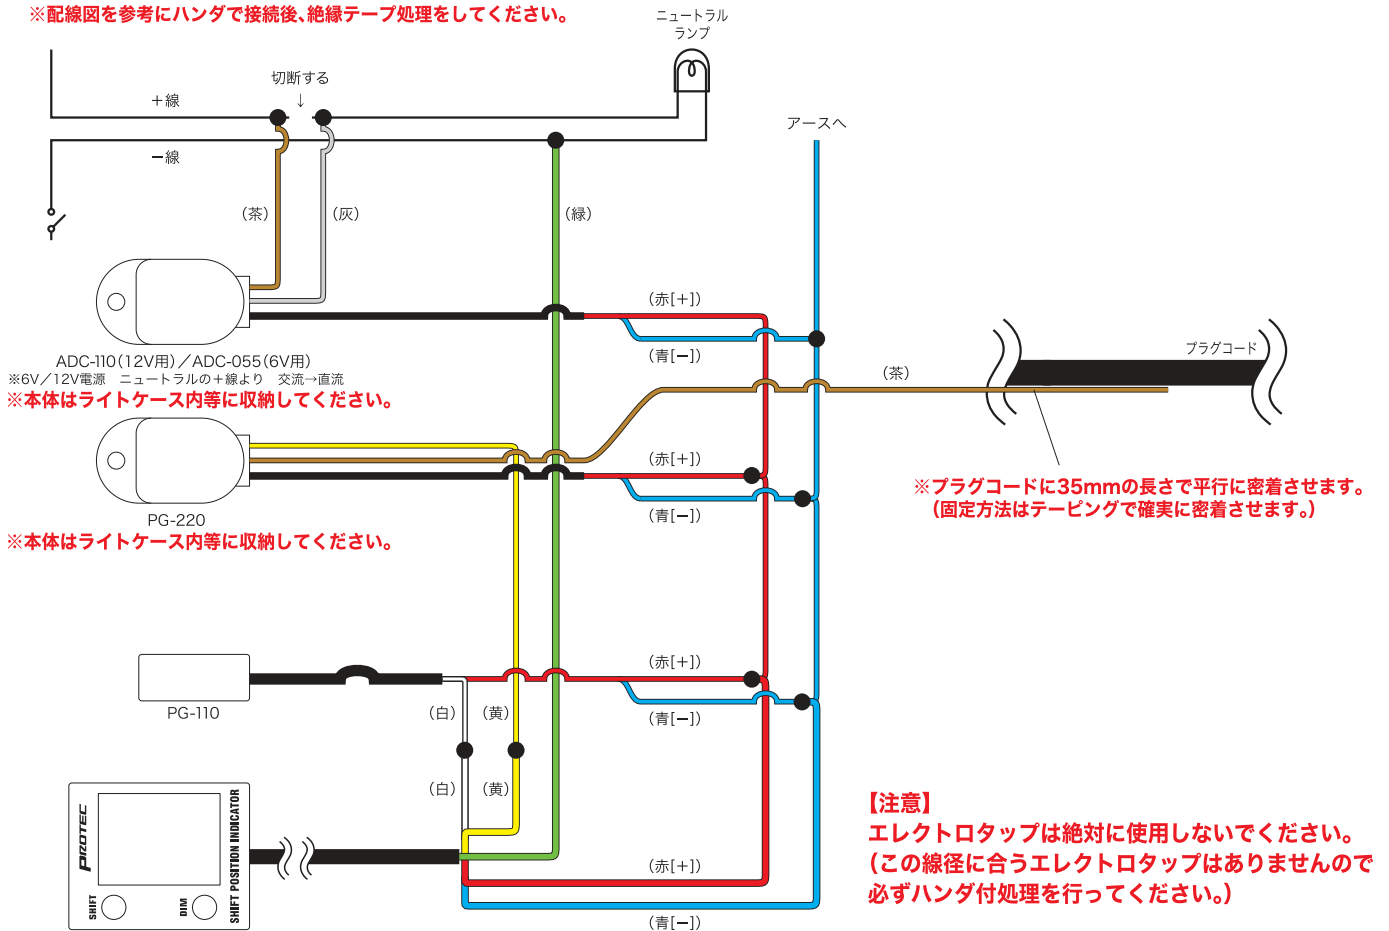 ※配線図を参考にハンダで接続後、絶縁テープ処理をしてください。
ニュートラル
ランプ
切断する
↓
＋線
アースへ
－線
（茶）
（灰）
（緑）
（赤[＋]）
（青[－]）
プラグコード
（茶）
ADC-110（12V用）／ADC-055（6V用）
※6V／12V電源　ニュートラルの＋線より　交流→直流
※本体はライトケース内等に収納してください。
（赤[＋]）
（青[－]）
※プラグコードに35mmの長さで平行に密着させます。
（固定方法はテーピングで確実に密着させます。）
PG-220
※本体はライトケース内等に収納してください。
（赤[＋]）
（青[－]）
PG-110
（白）
（黄）
（白）
（黄）
PROTEC
SHIFT
DIM
SHIFT POSITION INDICATOR
（赤[＋]）
（青[－]）
【注意】
エレクトロタップは絶対に使用しないでください。
（この線径に合うエレクトロタップはありませんので
必ずハンダ付処理を行ってください。）